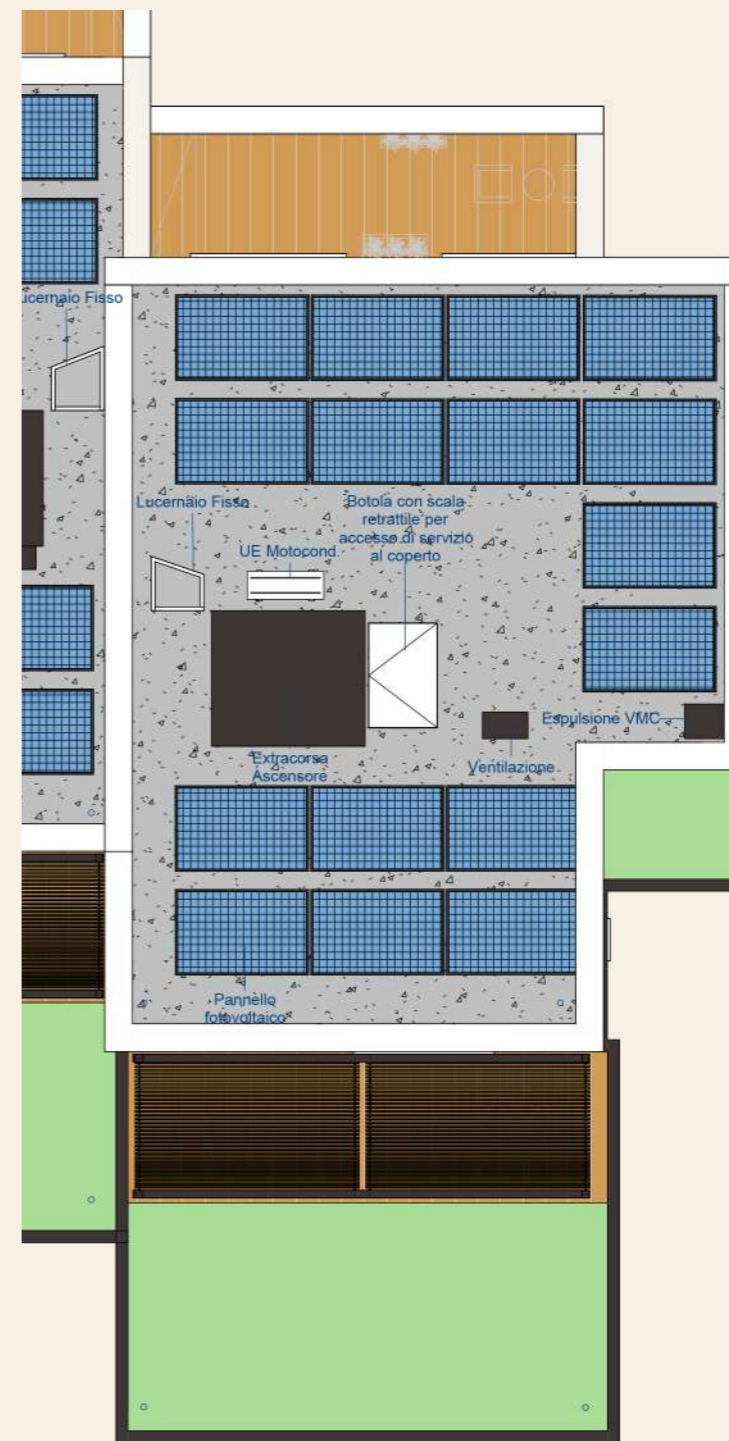 ucernaio Fisso
Lucernaio Fisso
Botola con scala
retrattile per
accesso di servizio
al coperto
UE Motocond.
Espulsione VMC
Extracorsa
Ascensore
Ventilazione
Pannello
fotovoltaico